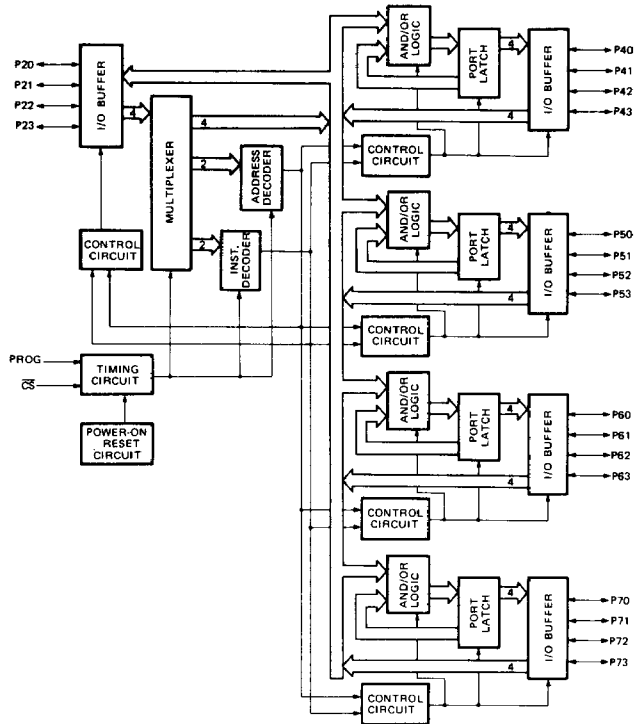 P20
P21
P22
P23
I/O BUFFER
4
MULTIPLEXER
4
2
ADDRESS
DECODER
2
INST.
DECODER
CONTROL
CIRCUIT
PROG
CS
TIMING
CIRCUIT
POWER-ON
RESET
CIRCUIT
AND/OR
LOGIC
PORT
LATCH
4
I/O BUFFER
P40
P41
P42
P43
4
CONTROL
CIRCUIT
AND/OR
LOGIC
PORT
LATCH
4
I/O BUFFER
P50
P51
P52
P53
4
CONTROL
CIRCUIT
AND/OR
LOGIC
PORT
LATCH
4
I/O BUFFER
P60
P61
P62
P63
4
CONTROL
CIRCUIT
AND/OR
LOGIC
PORT
LATCH
4
I/O BUFFER
P70
P71
P72
P73
4
CONTROL
CIRCUIT